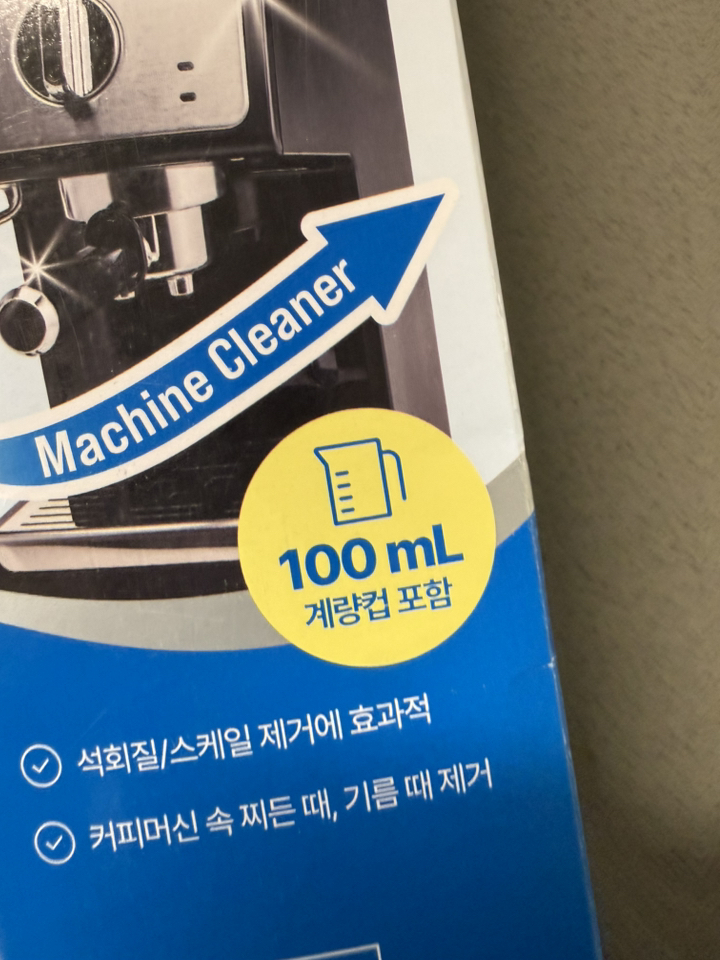 Machine Cleaner
100 mL
계량컵 포함
석회질/스케일 제거에 효과적
커피머신 속 찌든 때, 기름 때 제거